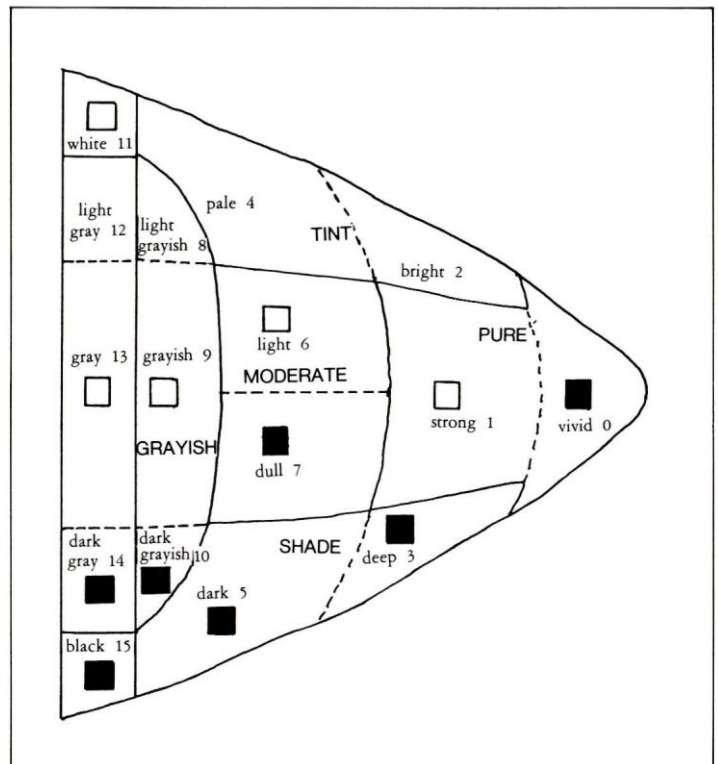 white 11
light
gray 12
light
grayish 8
pale 4
TINT
bright 2
light 6
PURE
gray 13
grayish 9
MODERATE
strong 1
vivid 0
GRAYISH
dull 7
dark
gray 14
dark
grayish 10
SHADE
deep 3
dark 5
black 15